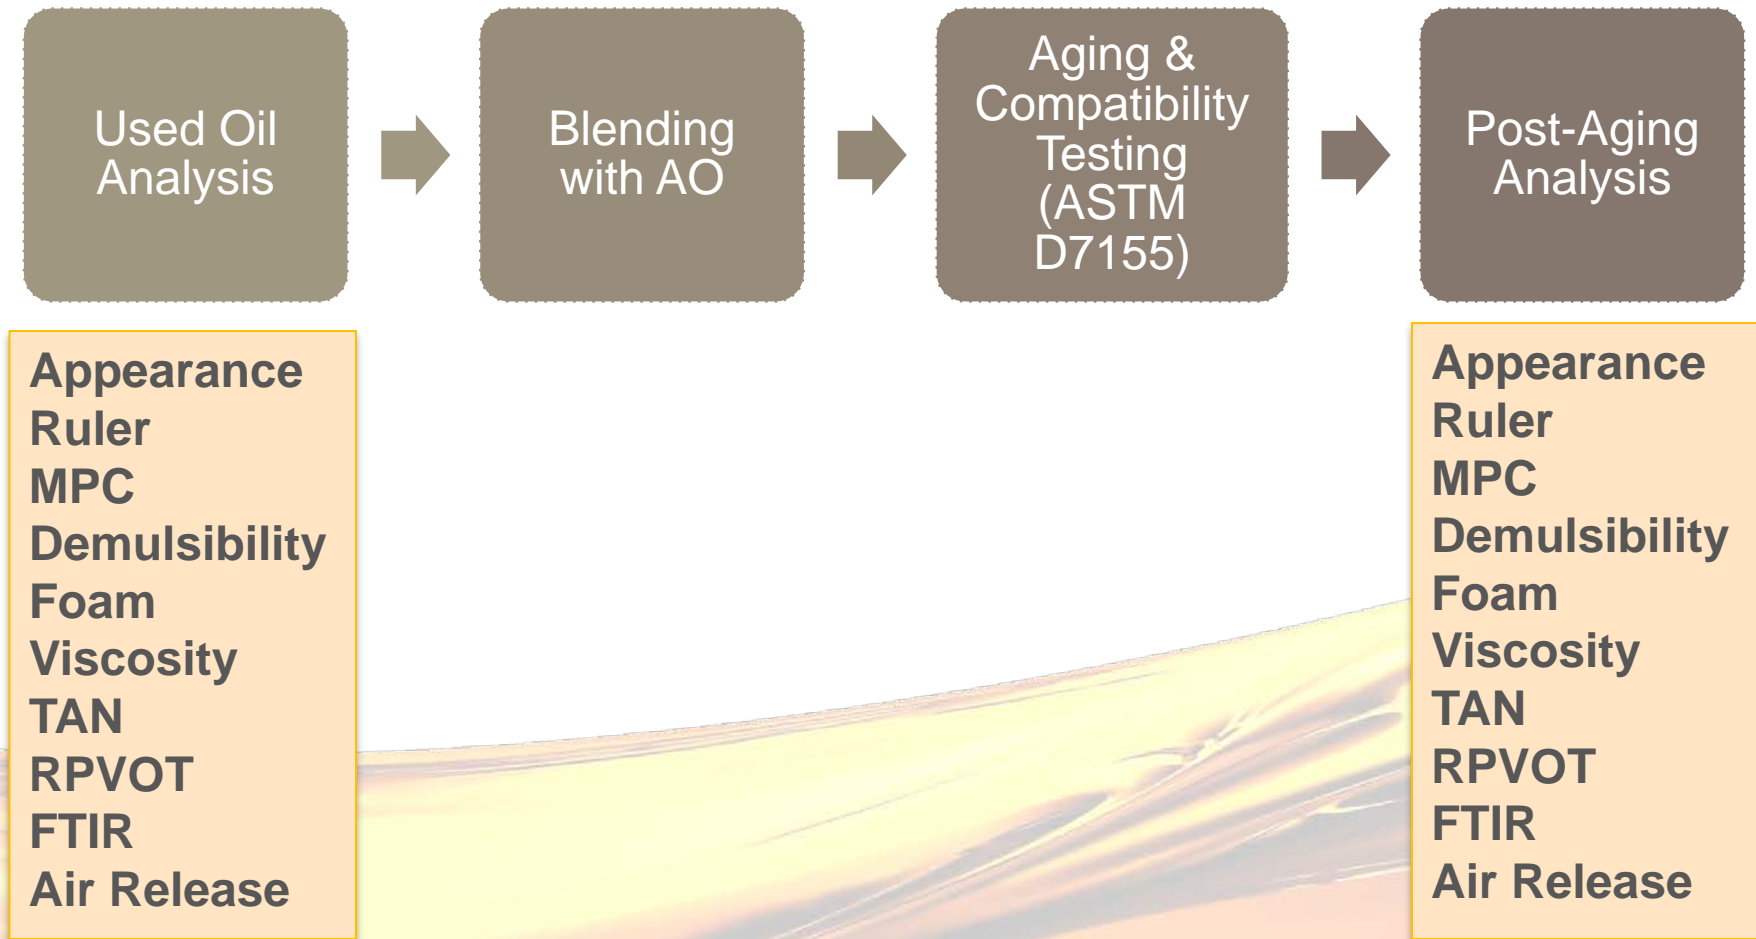 Used Oil
Analysis
Blending
with AO
Aging &
Compatibility
Testing
(ASTM
D7155)
Post-Aging
Analysis
Appearance
Ruler
MPC
Demulsibility
Foam
Viscosity
TAN
RPVOT
FTIR
Air Release
Appearance
Ruler
MPC
Demulsibility
Foam
Viscosity
TAN
RPVOT
FTIR
Air Release